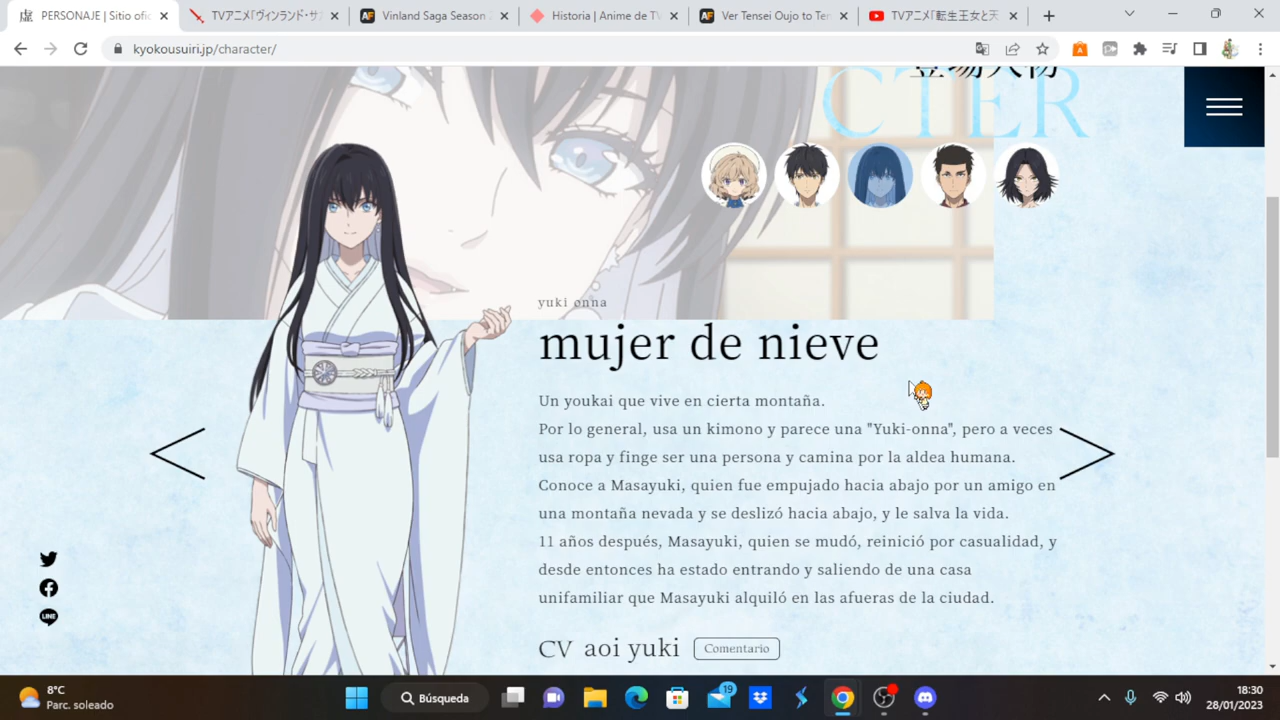 PERSONAJE | Sitio ofic
TVアニメ「ヴィンランド・サガ
Vinland Saga Season
Historia | Anime de TV
Ver Tensei Oujo to Ten
TVアニメ「転生王女と天
kyokousuiri.jp/character/
登場人物
CTER
yuki onna
mujer de nieve
Un youkai que vive en cierta montaña.
Por lo general, usa un kimono y parece una "Yuki-onna", pero a veces
usa ropa y finge ser una persona y camina por la aldea humana.
Conoce a Masayuki, quien fue empujado hacia abajo por un amigo en
una montaña nevada y se deslizó hacia abajo, y le salva la vida.
11 años después, Masayuki, quien se mudó, reinició por casualidad, y
desde entonces ha estado entrando y saliendo de una casa
unifamiliar que Masayuki alquiló en las afueras de la ciudad.
LINE
CV aoi yuki Comentario
8°C
Parc. soleado
Búsqueda
19
18:30
28/01/2023